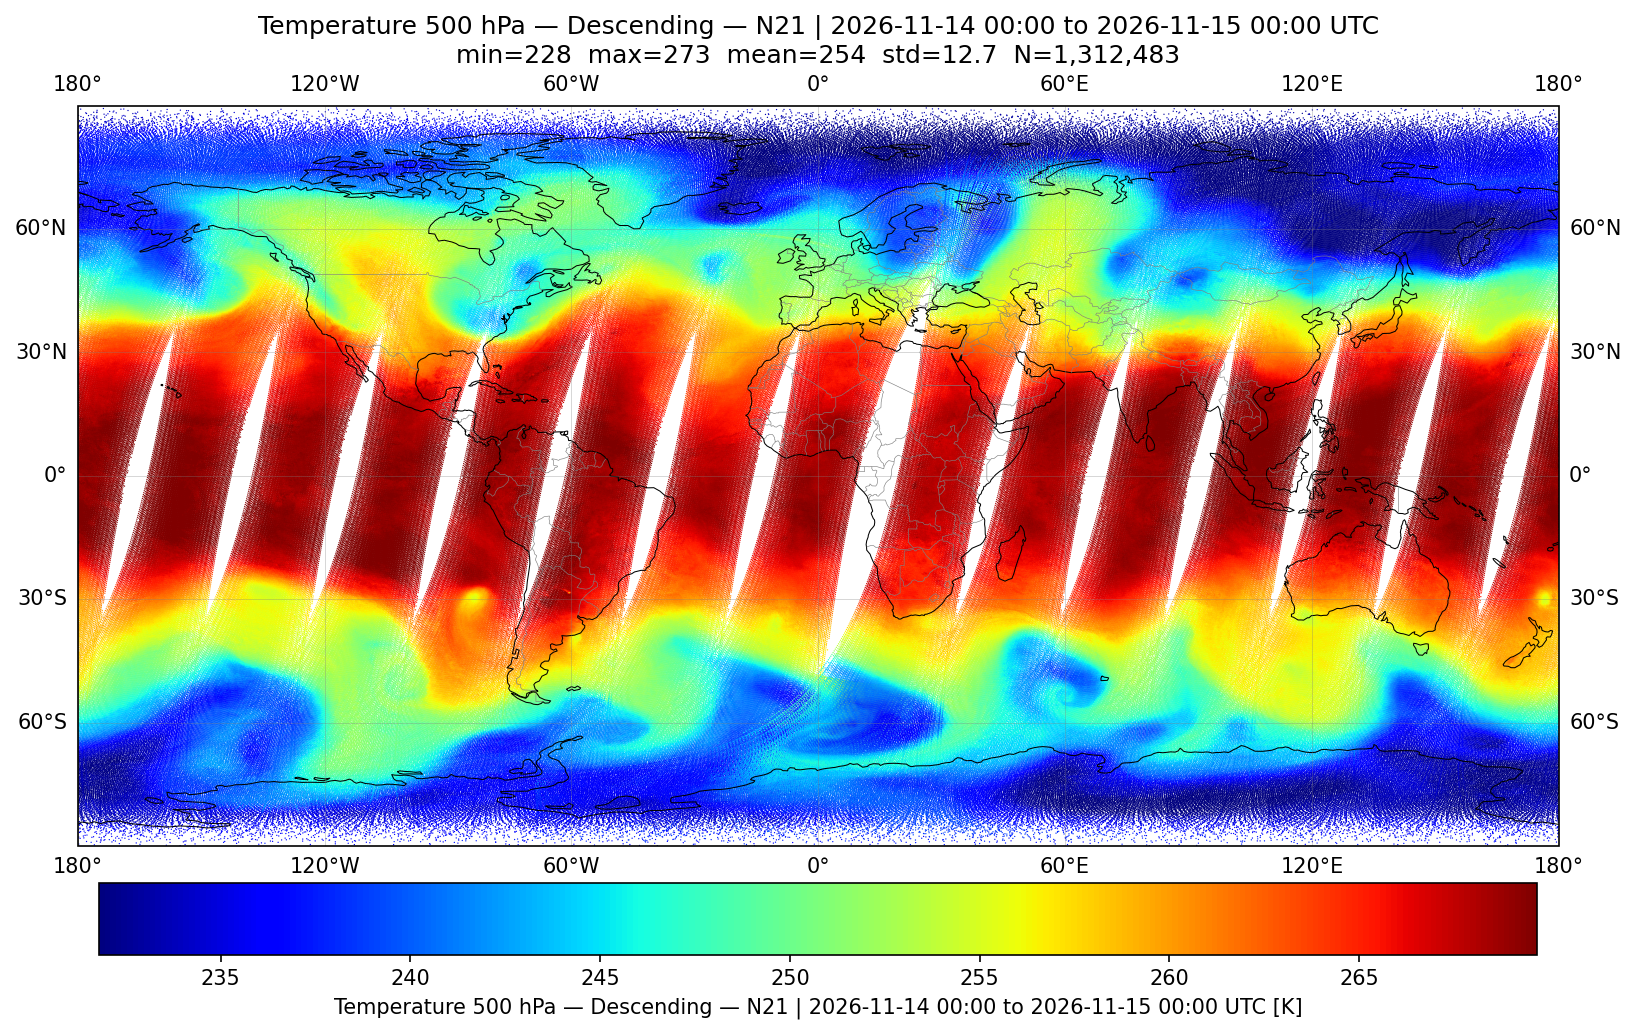 Temperature 500 hPa — Descending — N21 | 2026-11-14 00:00 to 2026-11-15 00:00 UTC
min=228  max=273  mean=254  std=12.7  N=1,312,483
180° 120°W 60°W 0° 60°E 120°E 180°
60°N 60°N
30°N 30°N
0° 0°
30°S 30°S
60°S 60°S
180° 120°W 60°W 0° 60°E 120°E 180°
235 240 245 250 255 260 265
Temperature 500 hPa — Descending — N21 | 2026-11-14 00:00 to 2026-11-15 00:00 UTC [K]